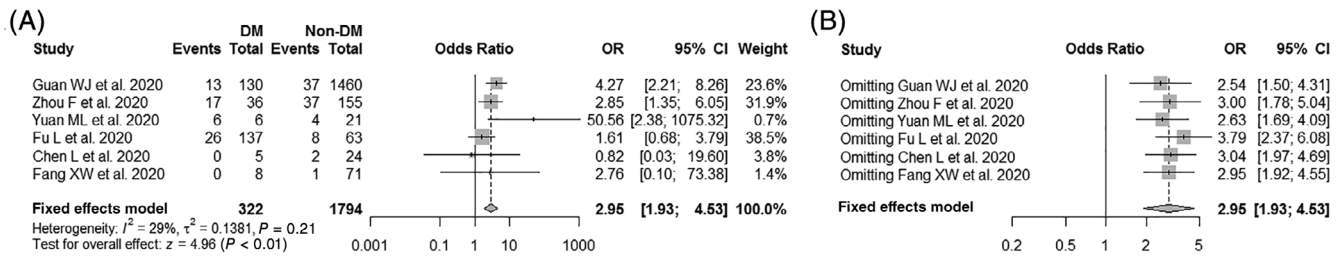 (A)
DM Non-DM
Study Events Total Events Total Odds Ratio OR 95% CI Weight
Guan WJ et al. 2020 13 130 37 1460 4.27 [2.21; 8.26] 23.6%
Zhou F et al. 2020 17 36 37 155 2.85 [1.35; 6.05] 31.9%
Yuan ML et al. 2020 6 6 4 21 50.56 [2.38; 1075.32] 0.7%
Fu L et al. 2020 26 137 8 63 1.61 [0.68; 3.79] 38.5%
Chen L et al. 2020 0 5 2 24 0.82 [0.03; 19.60] 3.8%
Fang XW et al. 2020 0 8 1 71 2.76 [0.10; 73.38] 1.4%
Fixed effects model 322 1794 2.95 [1.93; 4.53] 100.0%
Heterogeneity: I² = 29%, τ² = 0.1381, P = 0.21
Test for overall effect: z = 4.96 (P < 0.01)
0.001 0.1 1 10 1000
(B)
Study Odds Ratio OR 95% CI
Omitting Guan WJ et al. 2020 2.54 [1.50; 4.31]
Omitting Zhou F et al. 2020 3.00 [1.78; 5.04]
Omitting Yuan ML et al. 2020 2.63 [1.69; 4.09]
Omitting Fu L et al. 2020 3.79 [2.37; 6.08]
Omitting Chen L et al. 2020 3.04 [1.97; 4.69]
Omitting Fang XW et al. 2020 2.95 [1.92; 4.55]
Fixed effects model 2.95 [1.93; 4.53]
0.2 0.5 1 2 5